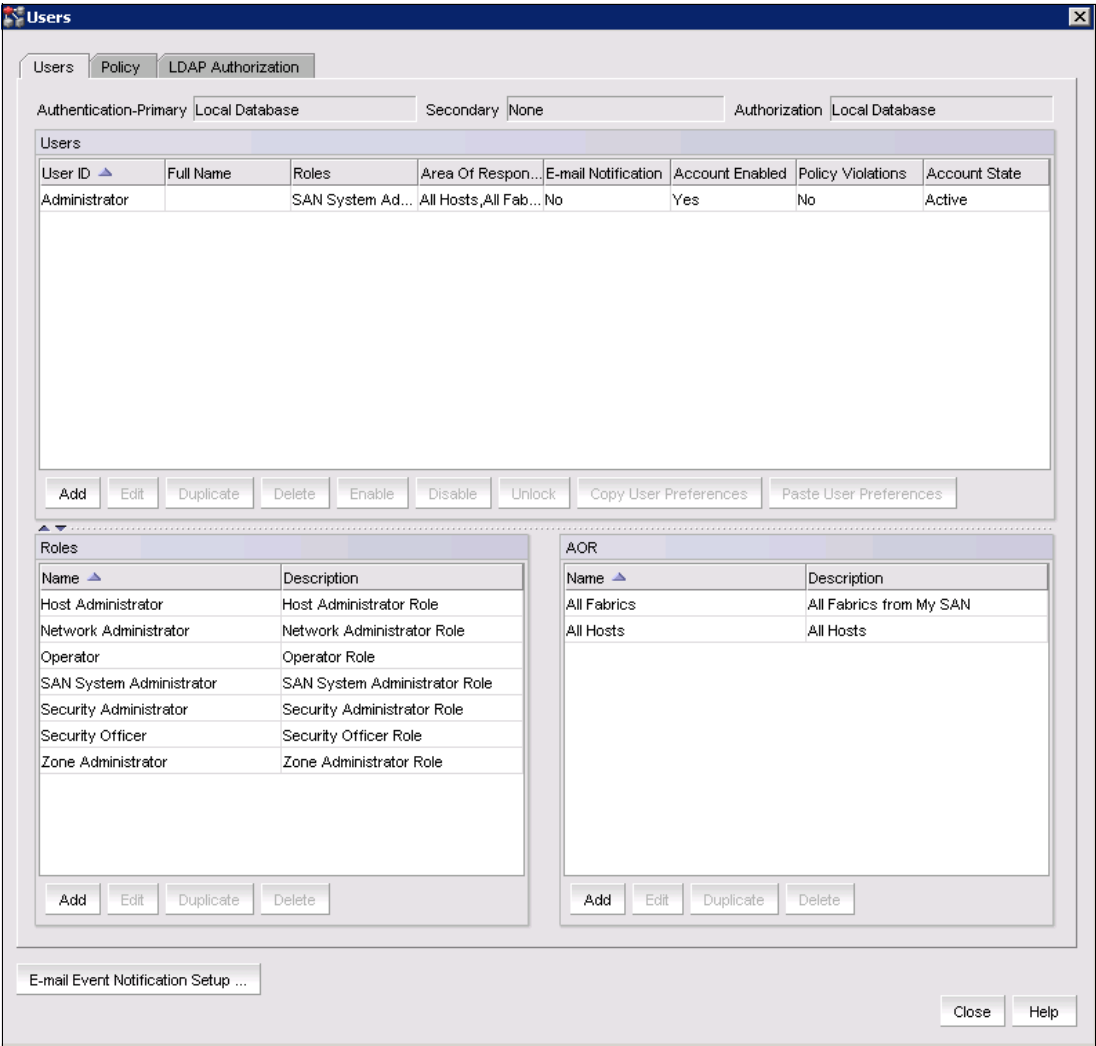 Users
Users Policy LDAP Authorization
Authentication-Primary Local Database Secondary None Authorization Local Database
Users
User ID Full Name Roles Area Of Respon... E-mail Notification Account Enabled Policy Violations Account State
Administrator SAN System Ad... All Hosts,All Fab... No Yes No Active
Add Edit Duplicate Delete Enable Disable Unlock Copy User Preferences Paste User Preferences
Roles
Name Description
Host Administrator Host Administrator Role
Network Administrator Network Administrator Role
Operator Operator Role
SAN System Administrator SAN System Administrator Role
Security Administrator Security Administrator Role
Security Officer Security Officer Role
Zone Administrator Zone Administrator Role
Add Edit Duplicate Delete
AOR
Name Description
All Fabrics All Fabrics from My SAN
All Hosts All Hosts
Add Edit Duplicate Delete
E-mail Event Notification Setup ...
Close Help